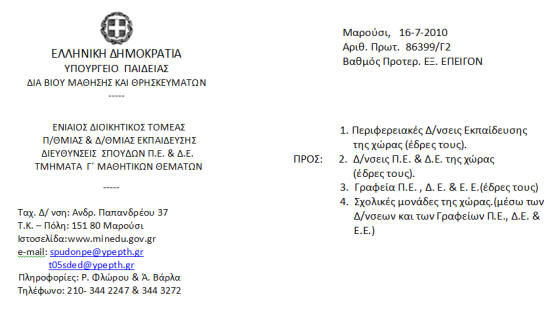 ΕΛΛΗΝΙΚΗ ΔΗΜΟΚΡΑΤΙΑ
ΥΠΟΥΡΓΕΙΟ ΠΑΙΔΕΙΑΣ
ΔΙΑ ΒΙΟΥ ΜΑΘΗΣΗΣ ΚΑΙ ΘΡΗΣΚΕΥΜΑΤΩΝ
-----
ΕΝΙΑΙΟΣ ΔΙΟΙΚΗΤΙΚΟΣ ΤΟΜΕΑΣ
Π/ΘΜΙΑΣ & Δ/ΘΜΙΑΣ ΕΚΠΑΙΔΕΥΣΗΣ
ΔΙΕΥΘΥΝΣΕΙΣ ΣΠΟΥΔΩΝ Π.Ε. & Δ.Ε.
ΤΜΗΜΑΤΑ Γ΄ ΜΑΘΗΤΙΚΩΝ ΘΕΜΑΤΩΝ
-----
Ταχ. Δ/ νση: Ανδρ. Παπανδρέου 37
Τ.Κ. – Πόλη: 151 80 Μαρούσι
Ιστοσελίδα:www.minedu.gov.gr
e-mail: spudonpe@ypepth.gr
t05sded@ypepth.gr
Πληροφορίες: Ρ. Φλώρου & Ά. Βάρλα
Τηλέφωνο: 210- 344 2247 & 344 3272
Μαρούσι, 16-7-2010
Αριθ. Πρωτ. 86399/Γ2
Βαθμός Προτερ. ΕΞ. ΕΠΕΙΓΟΝ
ΠΡΟΣ:
1. Περιφερειακές Δ/νσεις Εκπαίδευσης
της χώρας (έδρες τους).
2. Δ/νσεις Π.Ε. & Δ.Ε. της χώρας
(έδρες τους).
3. Γραφεία Π.Ε. , Δ. Ε. & Ε. Ε.(έδρες τους)
4. Σχολικές μονάδες της χώρας.(μέσω των
Δ/νσεων και των Γραφείων Π.Ε., Δ.Ε. &
Ε.Ε.)